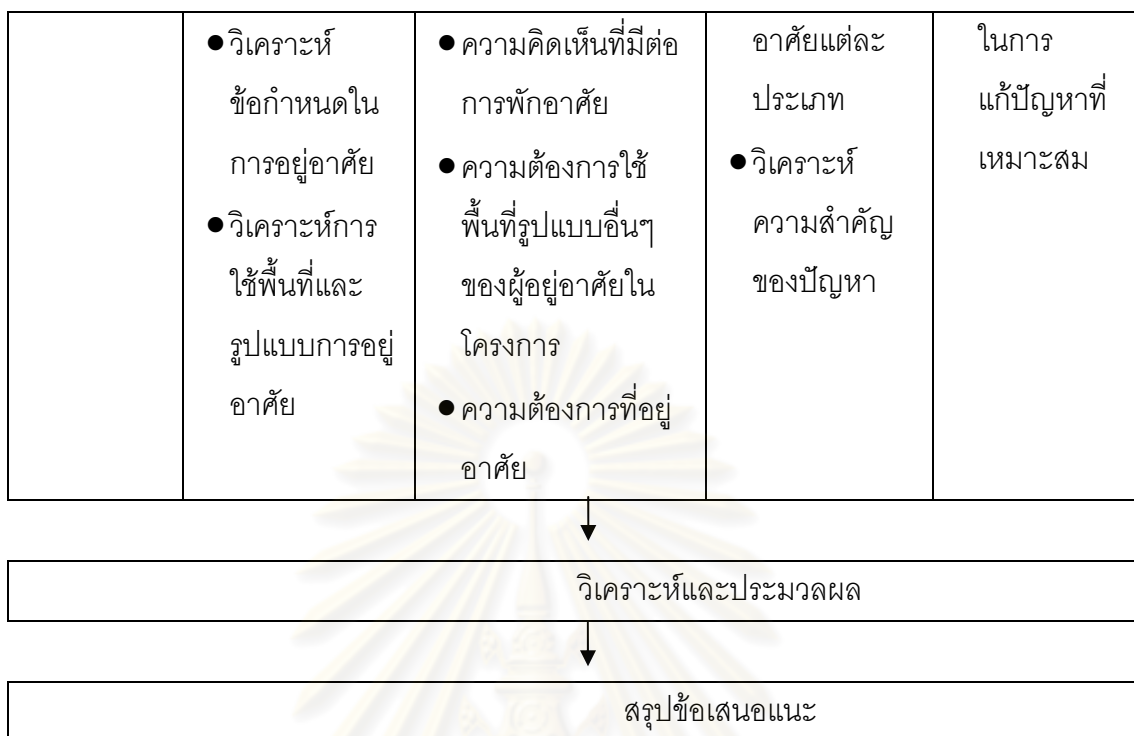 ● วิเคราะห์
ข้อกำหนดใน
การอยู่อาศัย
● วิเคราะห์การ
ใช้พื้นที่และ
รูปแบบการอยู่
อาศัย
● ความคิดเห็นที่มีต่อ
การพักอาศัย
● ความต้องการใช้
พื้นที่รูปแบบอื่นๆ
ของผู้อยู่อาศัยใน
โครงการ
● ความต้องการที่อยู่
อาศัย
อาศัยแต่ละ
ประเภท
● วิเคราะห์
ความสำคัญ
ของปัญหา
ในการ
แก้ปัญหาที่
เหมาะสม
วิเคราะห์และประมวลผล
สรุปข้อเสนอแนะ